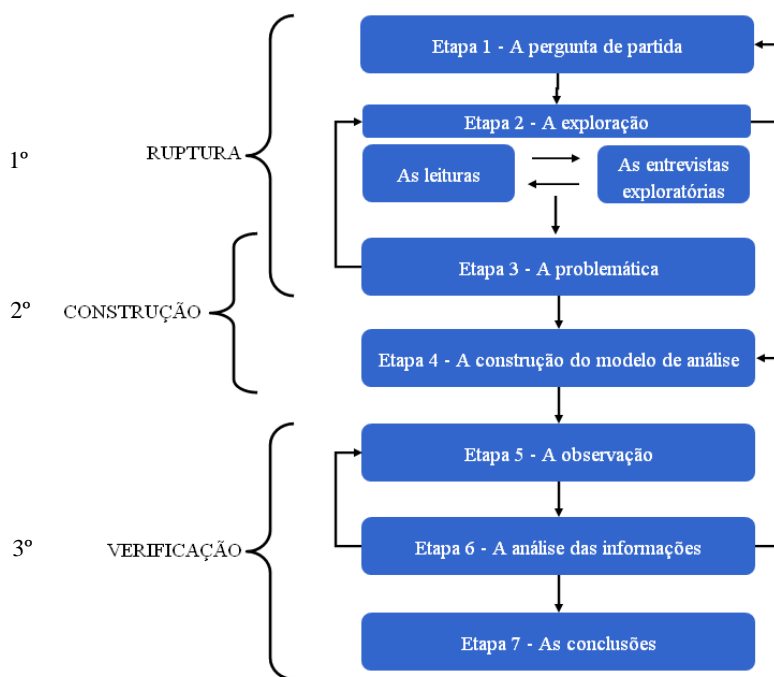 Etapa 1 - A pergunta de partida
Etapa 2 - A exploração
1º
RUPTURA
As leituras
As entrevistas
exploratórias
Etapa 3 - A problemática
2º
CONSTRUÇÃO
Etapa 4 - A construção do modelo de análise
Etapa 5 - A observação
3º
VERIFICAÇÃO
Etapa 6 - A análise das informações
Etapa 7 - As conclusões